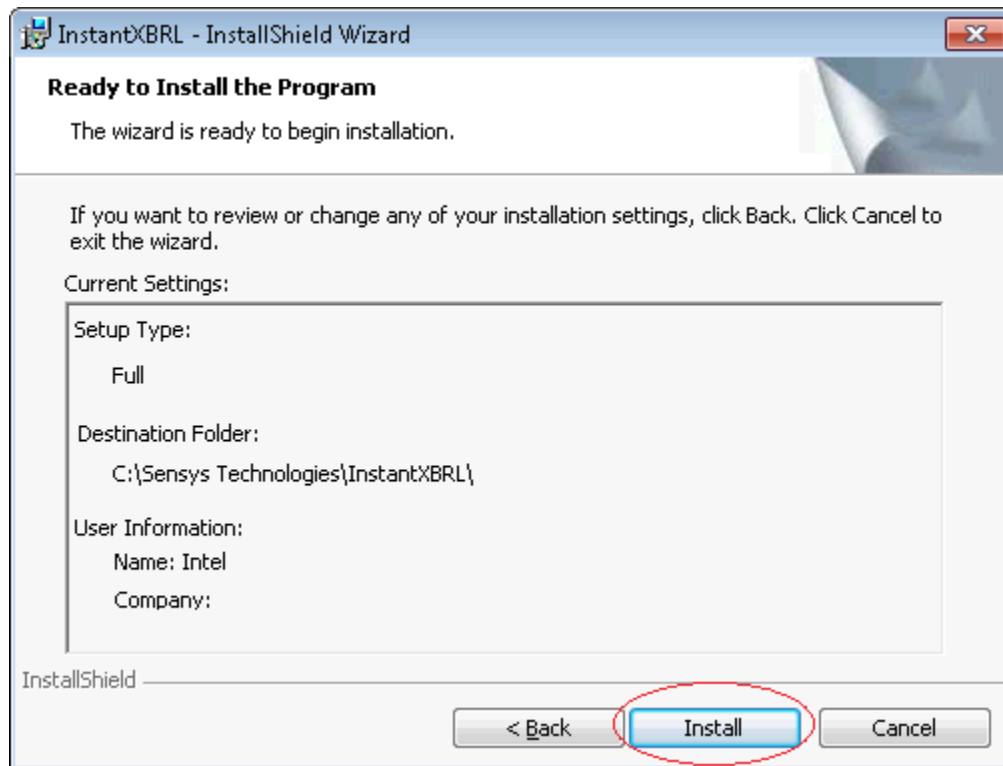 InstantXBRL - InstallShield Wizard
Ready to Install the Program
The wizard is ready to begin installation.
If you want to review or change any of your installation settings, click Back. Click Cancel to
exit the wizard.
Current Settings:
Setup Type:
Full
Destination Folder:
C:\Sensys Technologies\InstantXBRL\
User Information:
Name: Intel
Company:
InstallShield
< Back Install Cancel